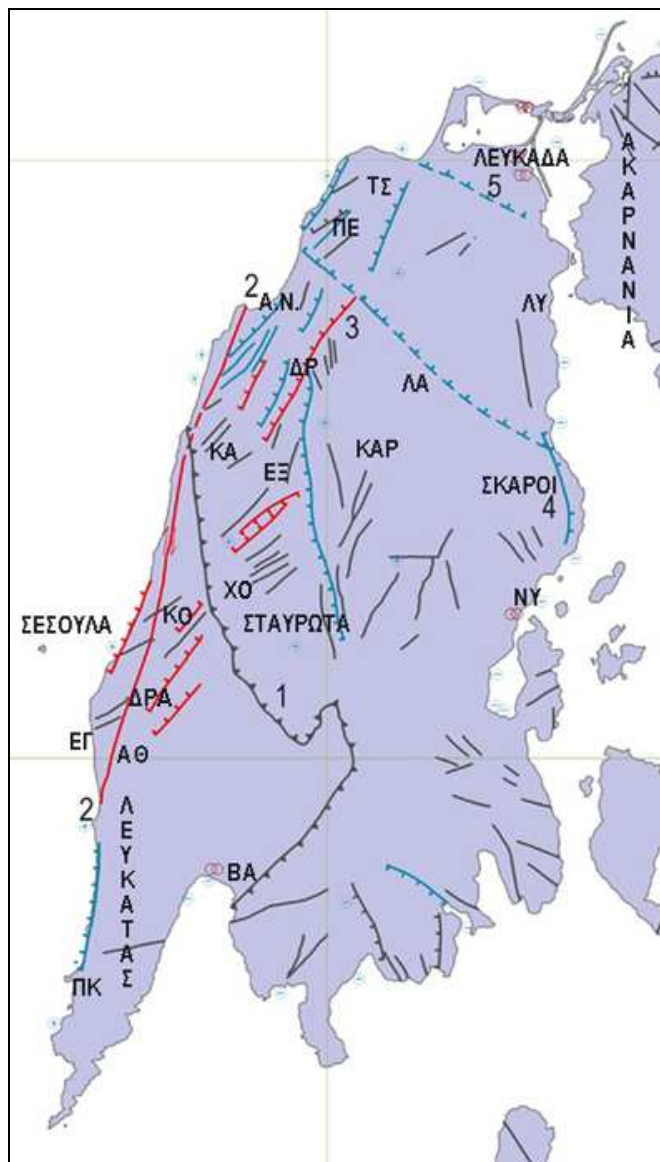 ΛΕΥΚΑΔΑ
ΑΚΑΡΝΑΝΙΑ
ΤΣ
5
ΠΕ
2
Α.Ν.
3
ΛΥ
ΔΡ
ΛΑ
ΚΑ
ΚΑΡ
ΕΞ
ΣΚΑΡΟΙ
4
ΧΟ
ΝΥ
ΣΕΣΟΥΛΑ
ΚΟ
ΣΤΑΥΡΩΤΑ
ΔΡΑ
1
ΕΓ
ΑΘ
2
ΛΕΥΚΑΤΑΣ
ΒΑ
ΠΚ